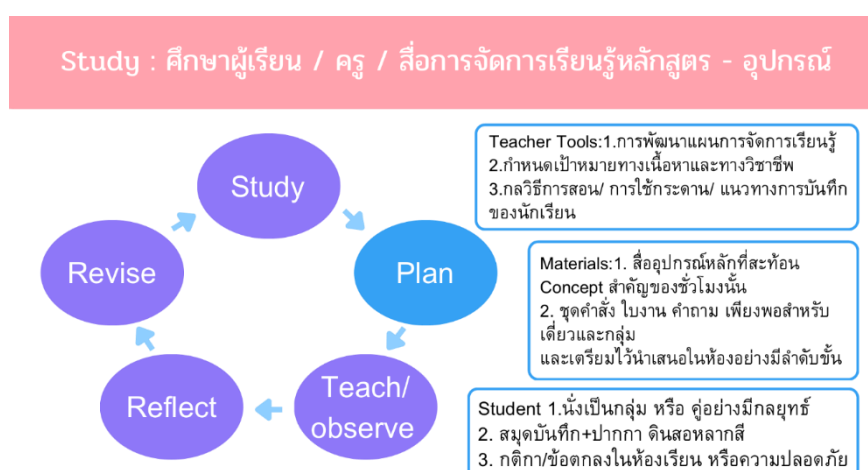 Study : ศึกษาผู้เรียน / ครู / สื่อการจัดการเรียนรู้หลักสูตร - อุปกรณ์
Study
Plan
Teach/
observe
Reflect
Revise
Teacher Tools:1.การพัฒนาแผนการจัดการเรียนรู้
2.กำหนดเป้าหมายทางเนื้อหาและทางวิชาชีพ
3.กลวิธีการสอน/ การใช้กระดาน/ แนวทางการบันทึก
ของนักเรียน
Materials:1. สื่ออุปกรณ์หลักที่สะท้อน
Concept สำคัญของชั่วโมงนั้น
2. ชุดคำสั่ง ใบงาน คำถาม เพียงพอสำหรับ
เดี่ยวและกลุ่ม
และเตรียมไว้นำเสนอในห้องอย่างมีลำดับขั้น
Student 1.นั่งเป็นกลุ่ม หรือ คู่อย่างมีกลยุทธ์
2. สมุดบันทึก+ปากกา ดินสอหลากสี
3. กติกา/ข้อตกลงในห้องเรียน หรือความปลอดภัย